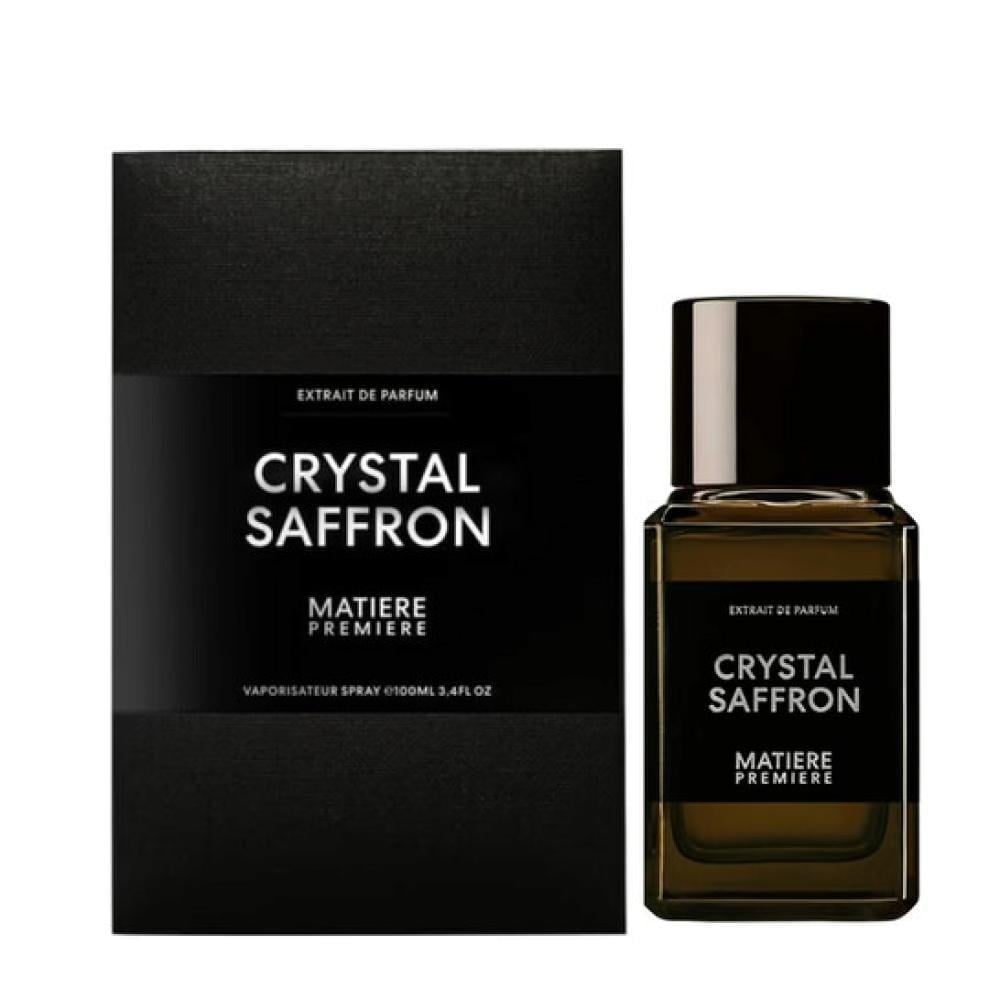 EXTRAIT DE PARFUM
CRYSTAL
SAFFRON
MATIERE
PREMIERE
VAPORISATEUR SPRAY ℮100ML 3,4FL OZ
EXTRAIT DE PARFUM
CRYSTAL
SAFFRON
MATIERE
PREMIERE